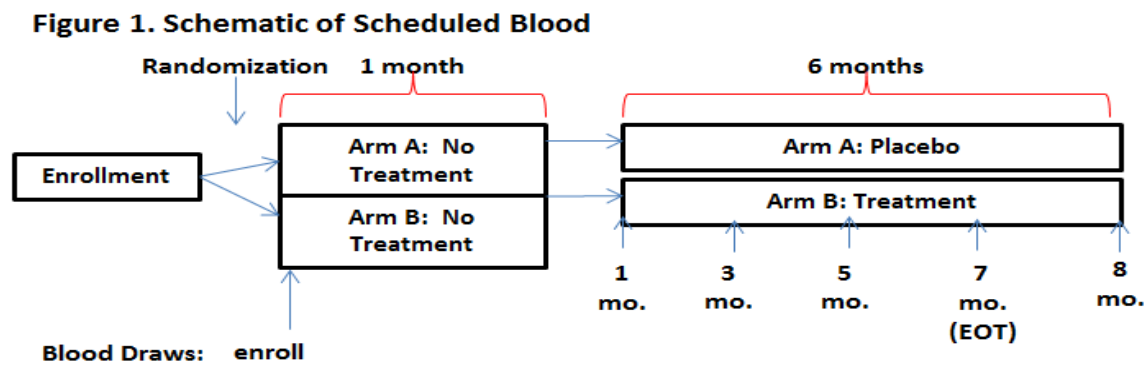 Figure 1. Schematic of Scheduled Blood
Randomization 1 month 6 months
Enrollment
Arm A: No
Treatment
Arm B: No
Treatment
Arm A: Placebo
Arm B: Treatment
1 3 5 7 8
mo. mo. mo. mo. mo.
(EOT)
Blood Draws: enroll